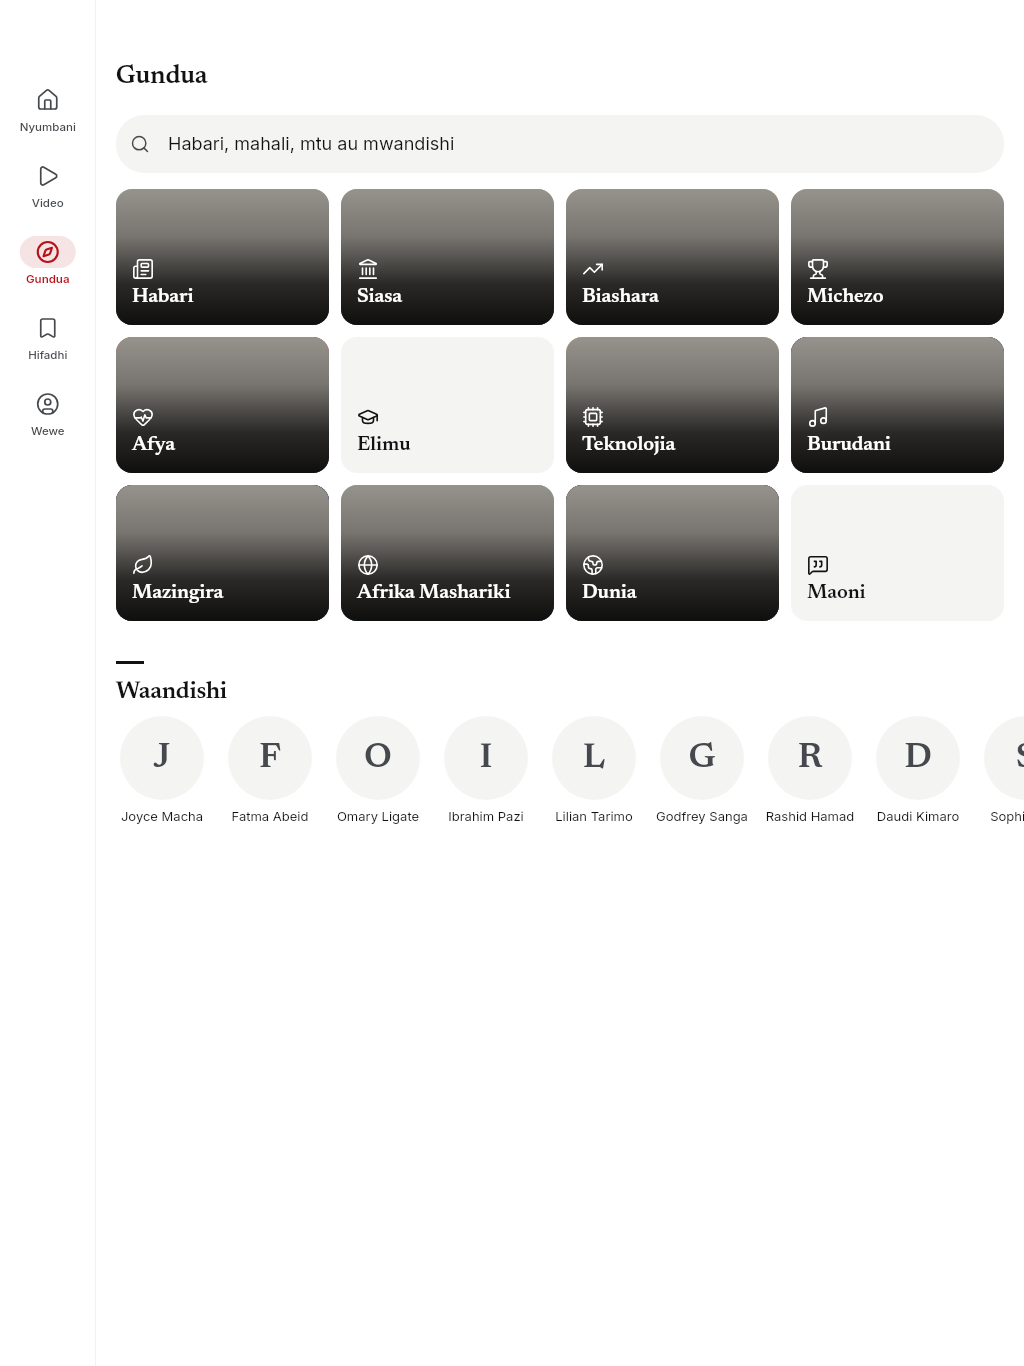 Gundua
Nyumbani
Video
Gundua
Hifadhi
Wewe
Habari, mahali, mtu au mwandishi
Habari
Siasa
Biashara
Michezo
Afya
Elimu
Teknolojia
Burudani
Mazingira
Afrika Mashariki
Dunia
Maoni
Waandishi
J
F
O
I
L
G
R
D
Joyce Macha
Fatma Abeid
Omary Ligate
Ibrahim Pazi
Lilian Tarimo
Godfrey Sanga
Rashid Hamad
Daudi Kimaro